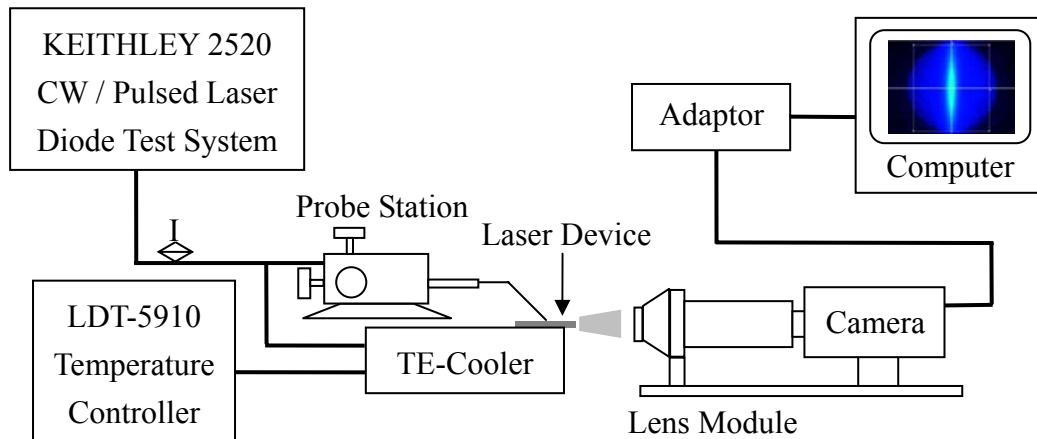 KEITHLEY 2520
CW / Pulsed Laser
Diode Test System
Adaptor
Computer
Probe Station
I
Laser Device
LDT-5910
Temperature
Controller
TE-Cooler
Camera
Lens Module